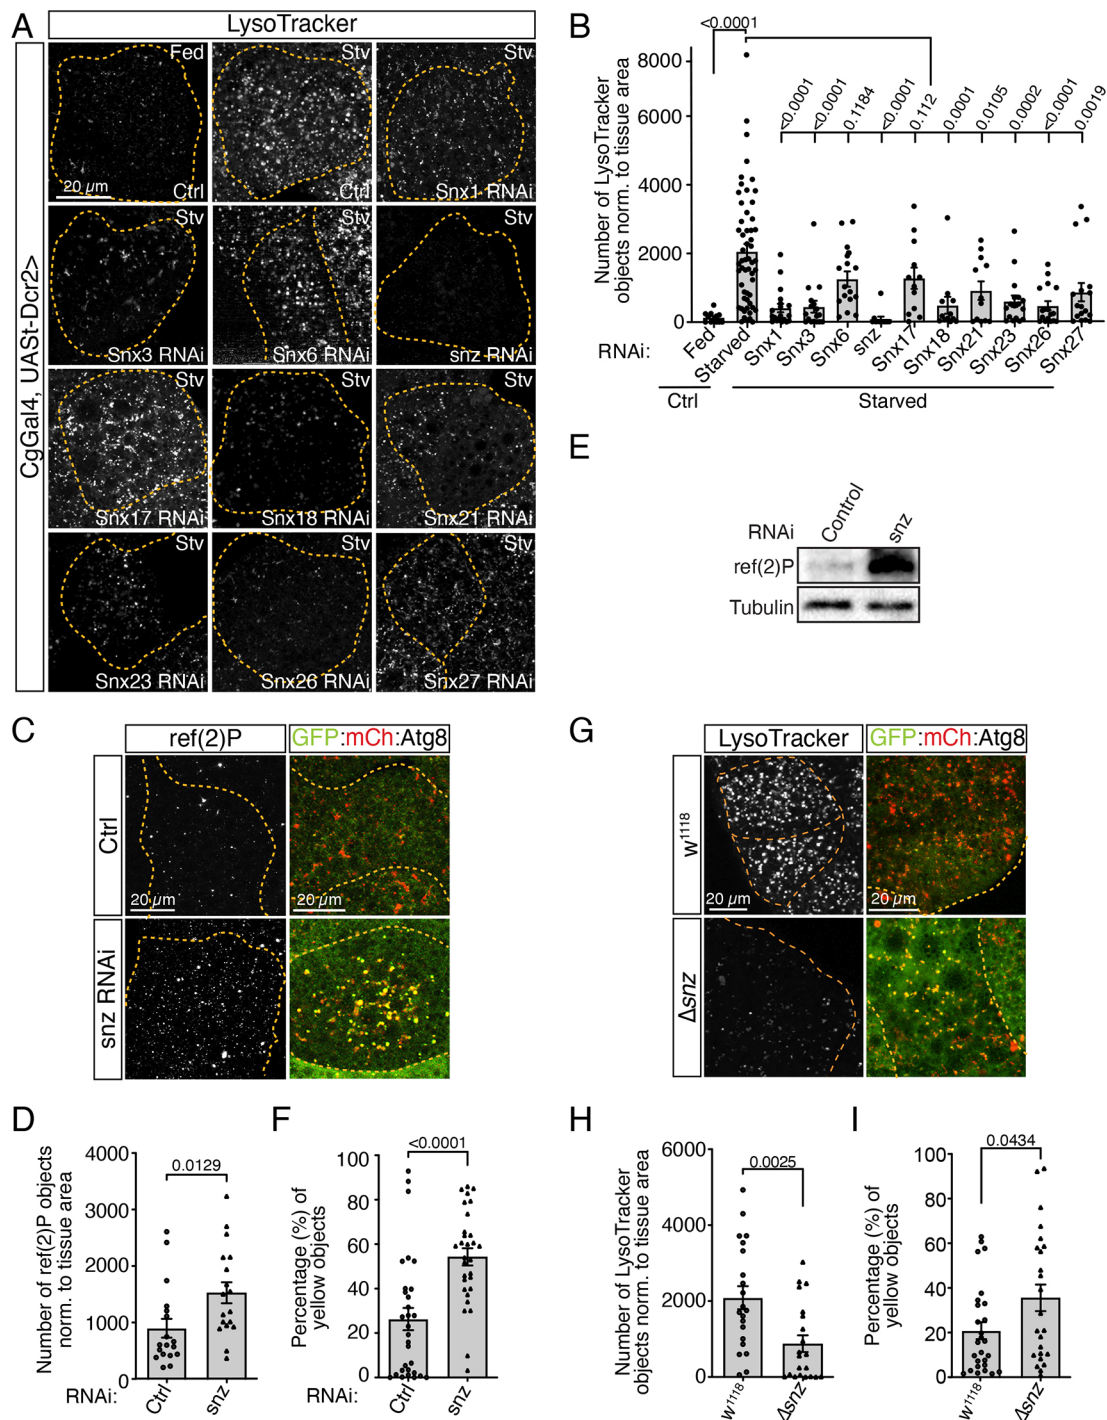 A
LysoTracker
CgGal4, UASt-Dcr2>
Fed
Ctrl
20 µm
Stv
Ctrl
Stv
Snx1 RNAi
Stv
Snx3 RNAi
Stv
Snx6 RNAi
Stv
snz RNAi
Stv
Snx17 RNAi
Stv
Snx18 RNAi
Stv
Snx21 RNAi
Stv
Snx23 RNAi
Stv
Snx26 RNAi
Stv
Snx27 RNAi
B
Number of LysoTracker
objects norm. to tissue area
8000
6000
4000
2000
0
<0.0001
<0.0001
<0.0001
0.1184
<0.0001
0.112
0.0001
0.0105
0.0002
<0.0001
0.0019
RNAi:
Fed
Starved
Snx1
Snx3
Snx6
snz
Snx17
Snx18
Snx21
Snx23
Snx26
Snx27
Ctrl
Starved
E
RNAi
Control
snz
ref(2)P
Tubulin
C
ref(2)P
GFP:mCh:Atg8
Ctrl
20 µm
20 µm
snz RNAi
G
LysoTracker
GFP:mCh:Atg8
w1118
20 µm
20 µm
Δsnz
D
Number of ref(2)P objects
norm. to tissue area
4000
3000
2000
1000
0
0.0129
RNAi:
Ctrl
snz
F
Percentage (%) of
yellow objects
100
80
60
40
20
0
<0.0001
RNAi:
Ctrl
snz
H
Number of LysoTracker
objects norm. to tissue area
6000
4000
2000
0
0.0025
w1118
Δsnz
I
Percentage (%) of
yellow objects
100
80
60
40
20
0
0.0434
w1118
Δsnz